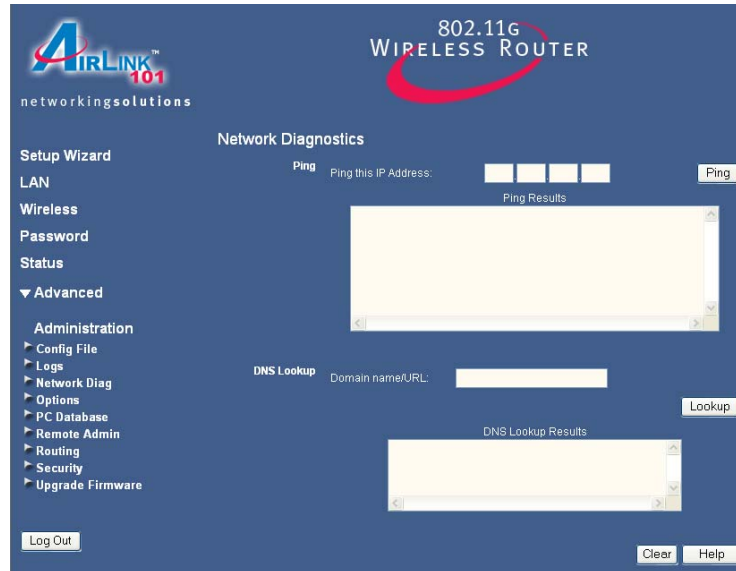 AIRLINK™
101
networkingsolutions
802.11G
WIRELESS ROUTER
Setup Wizard
LAN
Wireless
Password
Status
Advanced
Administration
Config File
Logs
Network Diag
Options
PC Database
Remote Admin
Routing
Security
Upgrade Firmware
Log Out
Network Diagnostics
Ping
Ping this IP Address:
. . .
Ping
Ping Results
DNS Lookup
Domain name/URL:
Lookup
DNS Lookup Results
Clear Help